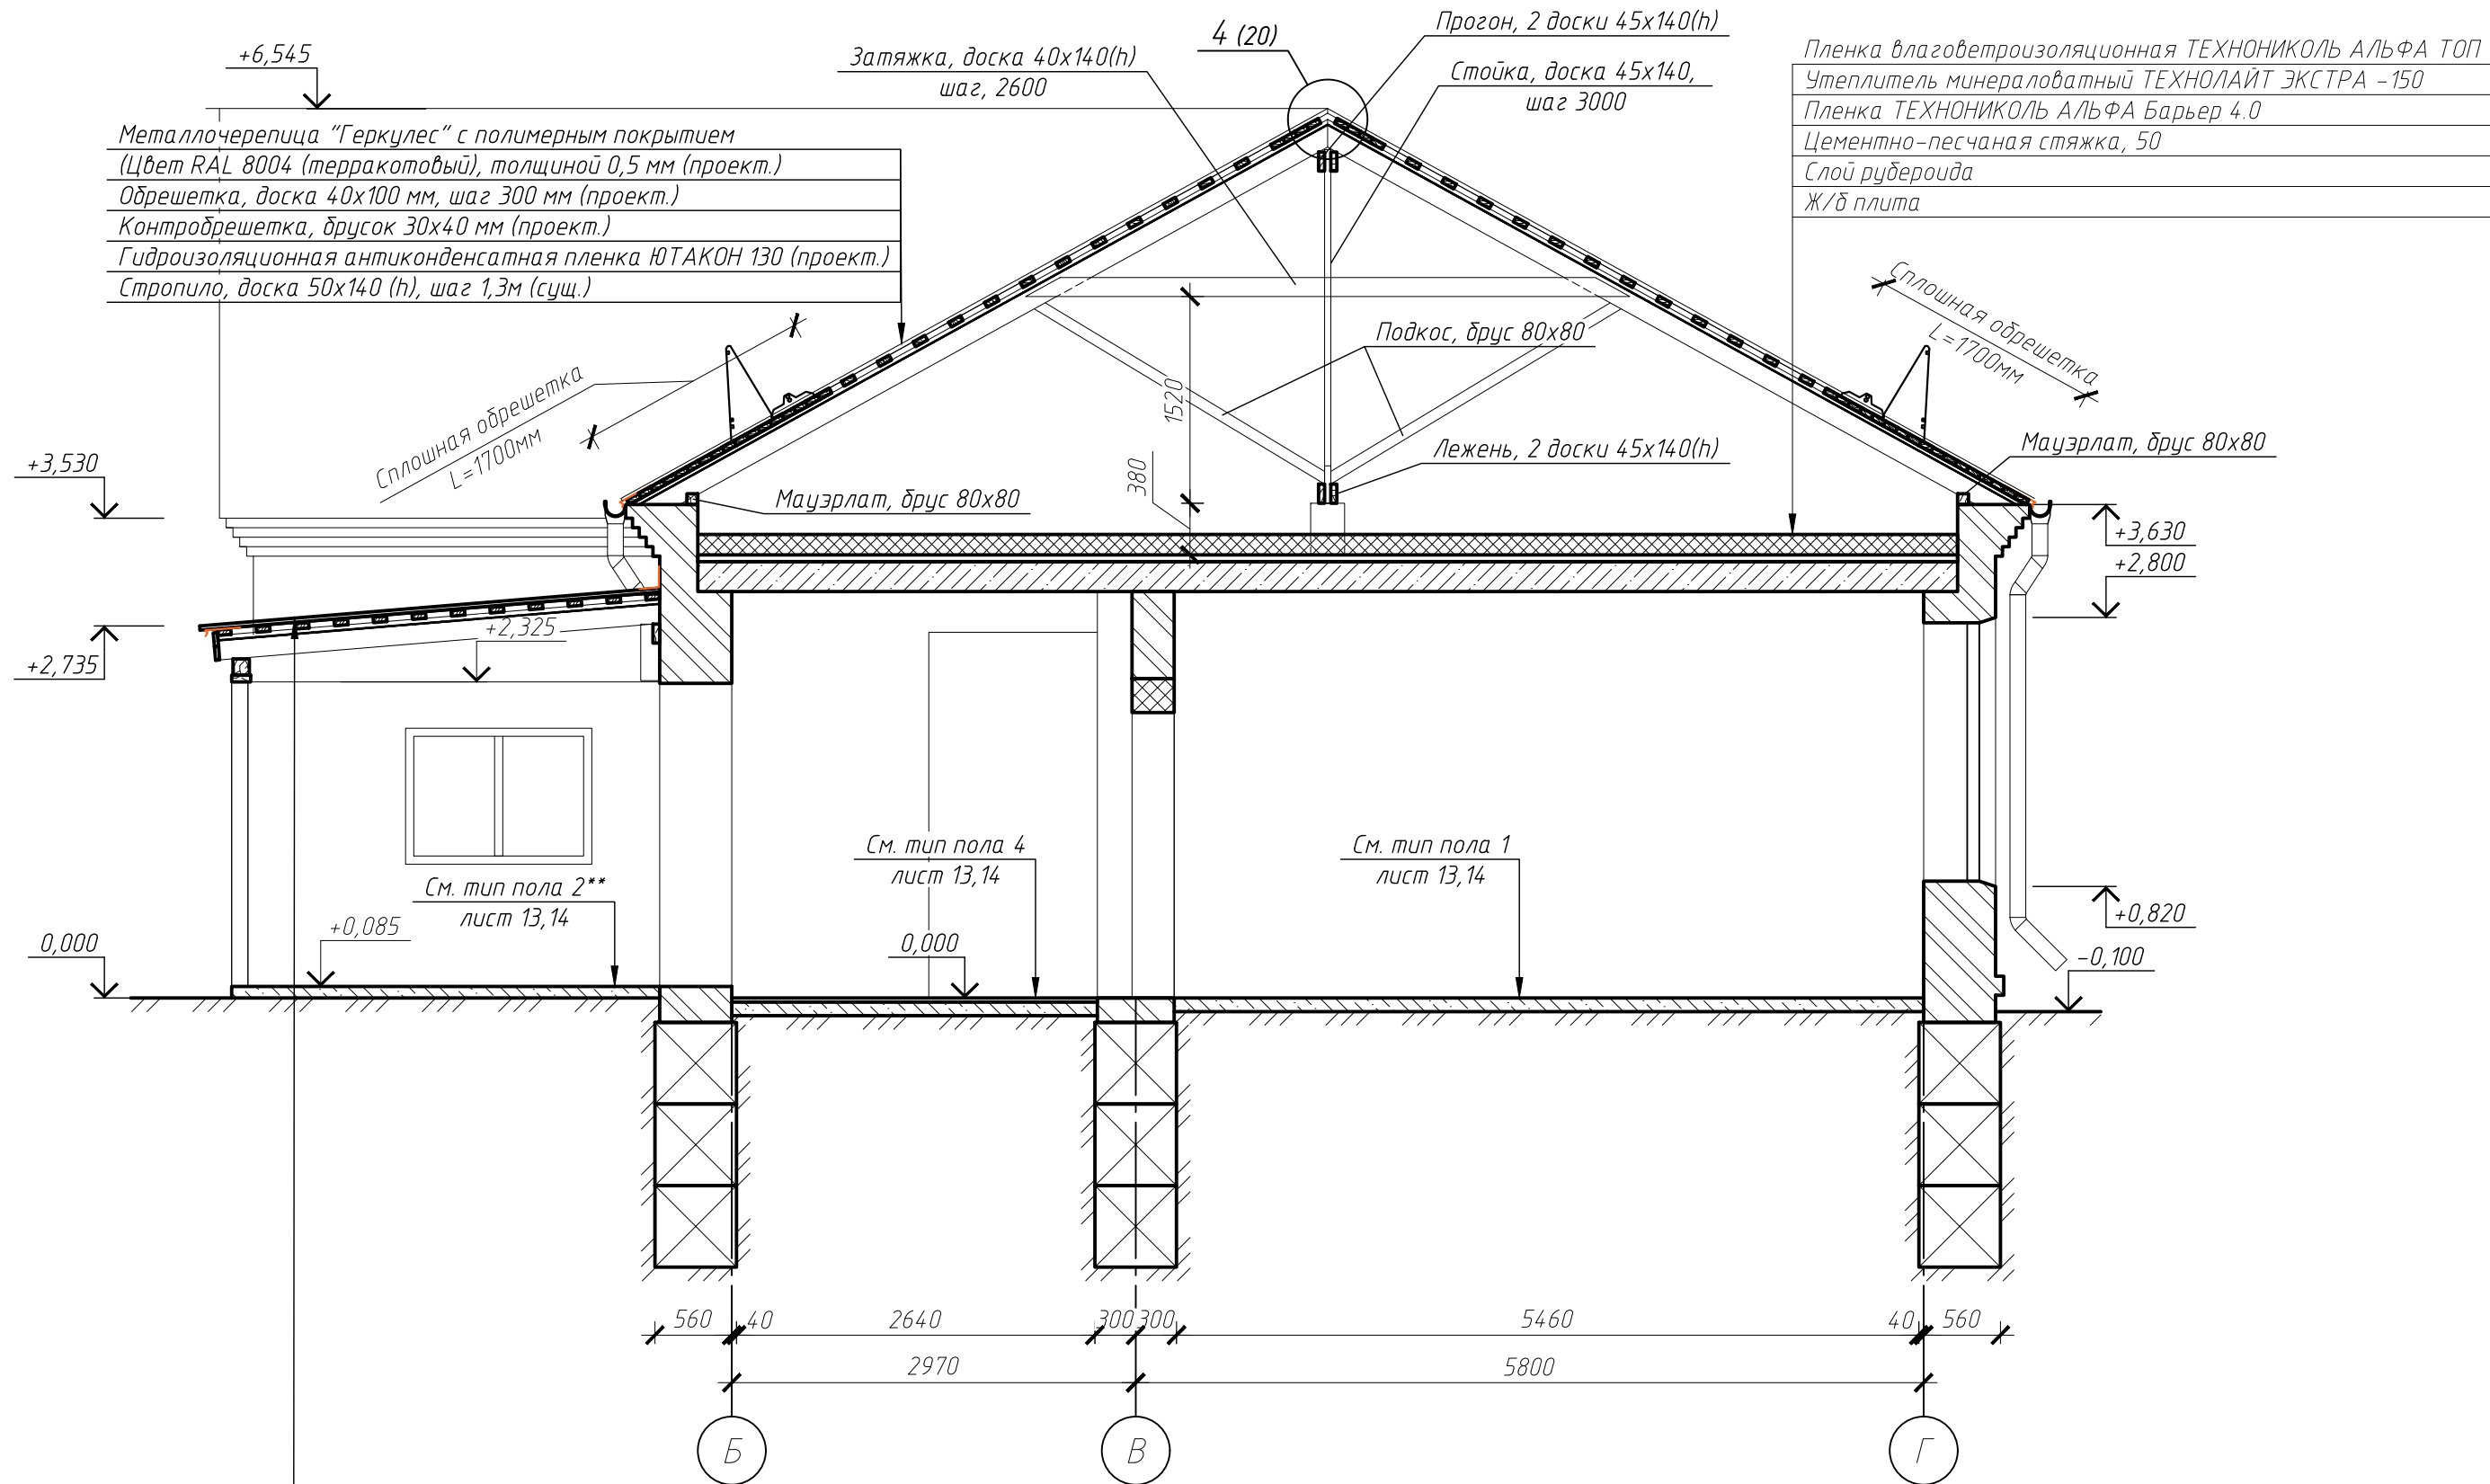 +6,545
Затяжка, доска 40х140(h)
шаг, 2600
4 (20)
Прогон, 2 доски 45х140(h)
Стойка, доска 45х140,
шаг 3000
Пленка влаговетроизоляционная ТЕХНОНИКОЛЬ АЛЬФА ТОП
Утеплитель минераловатный ТЕХНОЛАЙТ ЭКСТРА -150
Пленка ТЕХНОНИКОЛЬ АЛЬФА Барьер 4.0
Цементно-песчаная стяжка, 50
Слой рубероида
Ж/б плита
Металлочерепица "Геркулес" с полимерным покрытием
(Цвет RAL 8004 (терракотовый), толщиной 0,5 мм (проект.)
Обрешетка, доска 40х100 мм, шаг 300 мм (проект.)
Контробрешетка, брусок 30х40 мм (проект.)
Гидроизоляционная антиконденсатная пленка ЮТАКОН 130 (проект.)
Стропило, доска 50х140 (h), шаг 1,3м (сущ.)
Сплошная обрешетка
L=1700мм
Сплошная обрешетка
L=1700мм
Подкос, брус 80х80
1520
380
Лежень, 2 доски 45х140(h)
Мауэрлат, брус 80х80
Мауэрлат, брус 80х80
+3,530
+3,630
+2,800
+2,735
+2,325
См. тип пола 4
лист 13,14
См. тип пола 1
лист 13,14
См. тип пола 2**
лист 13,14
0,000
+0,085
0,000
+0,820
-0,100
560
40
2640
300
300
5460
40
560
2970
5800
Б
В
Г